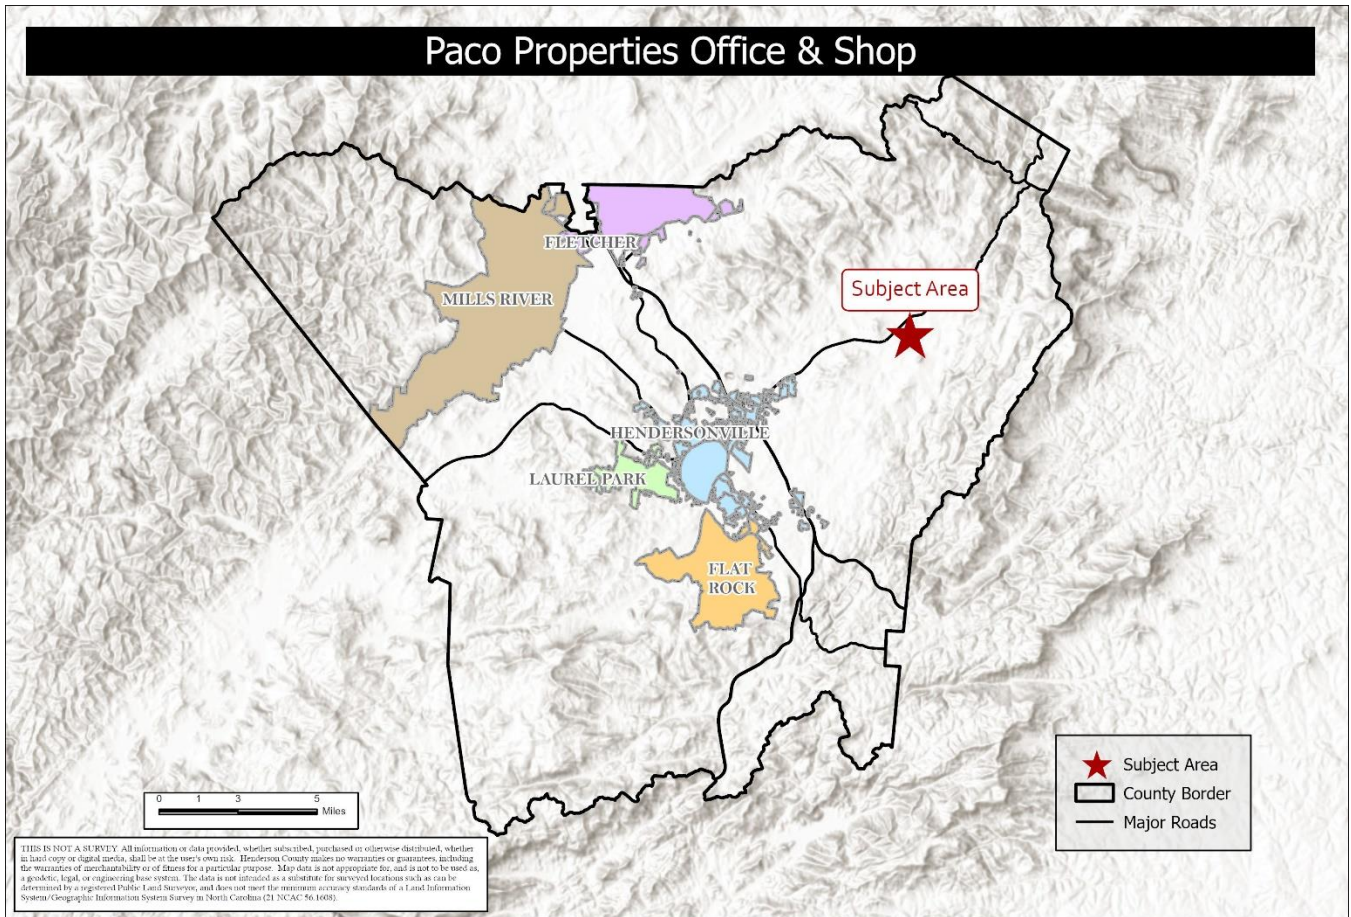 Paco Properties Office & Shop
FLETCHER
MILLS RIVER
Subject Area
HENDERSONVILLE
LAUREL PARK
FLAT
ROCK
Subject Area
County Border
Major Roads
0 1 3 5
Miles
THIS IS NOT A SURVEY. All information or data provided, whether subscribed, purchased or otherwise distributed, whether
in hard copy or digital media, shall be at the user's own risk. Henderson County makes no warranties or guarantees, including
the warranties of merchantability or of fitness for a particular purpose. Map data is not appropriate for, and is not to be used as,
a geodetic, legal, or engineering base system. The data is not intended as a substitute for surveyed locations such as can be
determined by a registered Public Land Surveyor, and does not meet the minimum accuracy standards of a Land Information
System/Geographic Information System Survey in North Carolina (21 NCAC 56.1608).